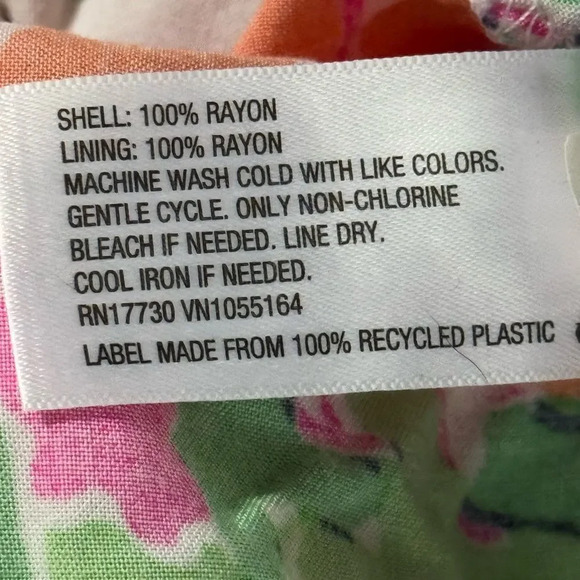 SHELL: 100% RAYON
LINING: 100% RAYON
MACHINE WASH COLD WITH LIKE COLORS.
GENTLE CYCLE. ONLY NON-CHLORINE
BLEACH IF NEEDED. LINE DRY.
COOL IRON IF NEEDED.
RN17730 VN1055164
LABEL MADE FROM 100% RECYCLED PLASTIC